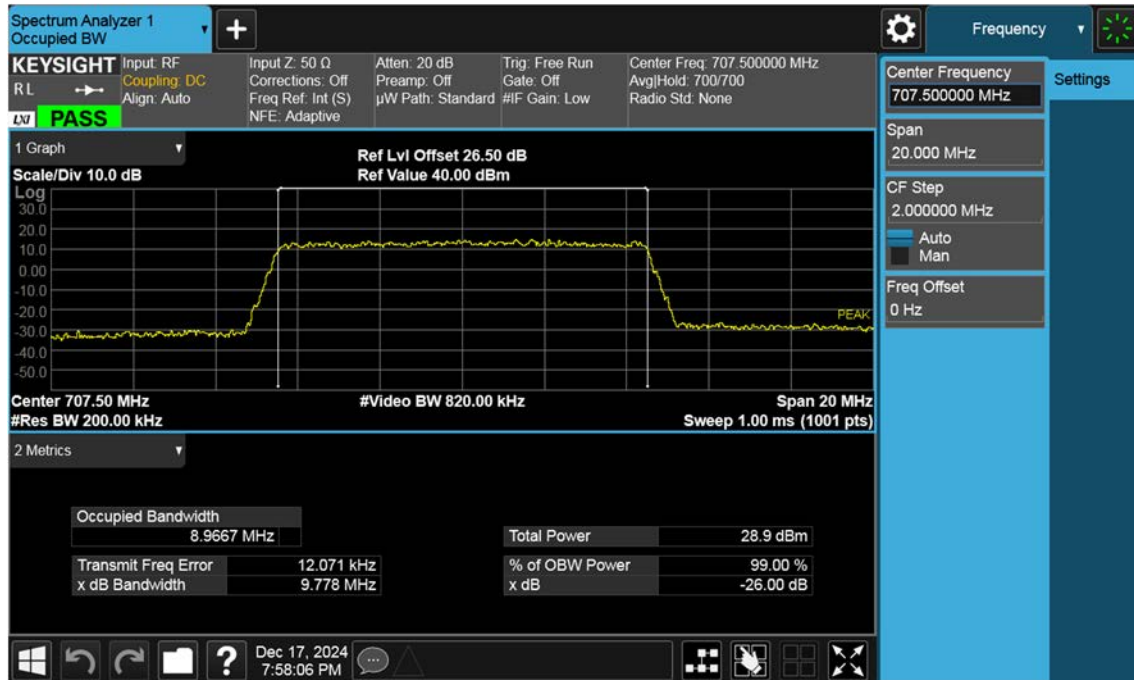 Spectrum Analyzer 1
Occupied BW
+
Frequency
KEYSIGHT
R L
LXI
PASS
Input: RF
Coupling: DC
Align: Auto
Input Z: 50 Ω
Corrections: Off
Freq Ref: Int (S)
NFE: Adaptive
Atten: 20 dB
Preamp: Off
µW Path: Standard
Trig: Free Run
Gate: Off
#IF Gain: Low
Center Freq: 707.500000 MHz
Avg|Hold: 700/700
Radio Std: None
1 Graph
Scale/Div 10.0 dB
Ref Lvl Offset 26.50 dB
Ref Value 40.00 dBm
Log
30.0
20.0
10.0
0.00
-10.0
-20.0
-30.0
-40.0
-50.0
PEAK
Center 707.50 MHz
#Video BW 820.00 kHz
Span 20 MHz
#Res BW 200.00 kHz
Sweep 1.00 ms (1001 pts)
2 Metrics
Occupied Bandwidth
8.9667 MHz
Transmit Freq Error 12.071 kHz
x dB Bandwidth 9.778 MHz
Total Power 28.9 dBm
% of OBW Power 99.00 %
x dB -26.00 dB
Center Frequency
707.500000 MHz
Settings
Span
20.000 MHz
CF Step
2.000000 MHz
Auto
Man
Freq Offset
0 Hz
?
Dec 17, 2024
7:58:06 PM